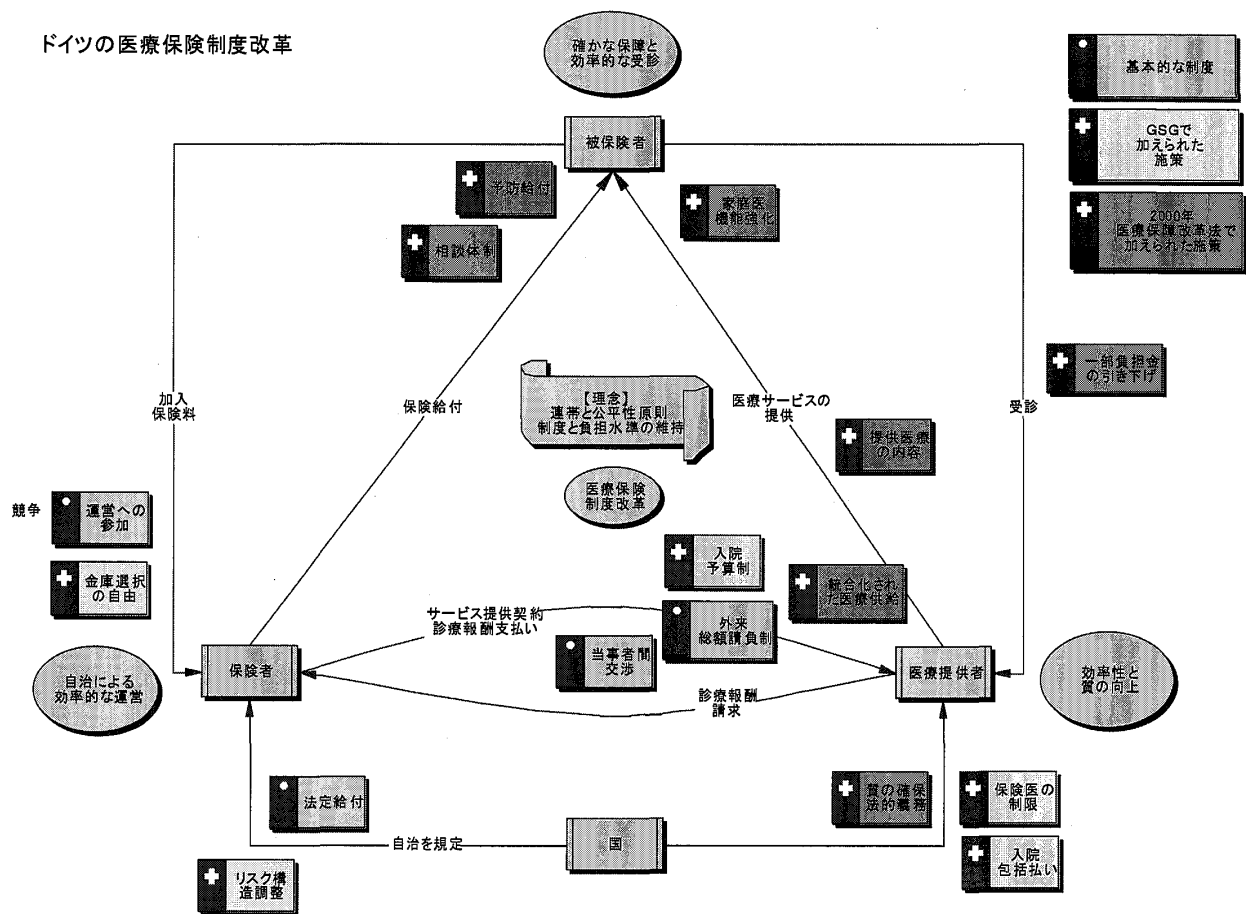 ドイツの医療保険制度改革
確かな保障と
効率的な受診
基本的な制度
GSGで
加えられた
施策
2000年
医療保障改革法で
加えられた施策
被保険者
予防給付
家庭医
機能強化
相談体制
一部負担金
の引き下げ
加入
保険料
保険給付
【理念】
連帯と公平性原則
制度と負担水準の維持
医療サービスの
提供
受診
提供医療
の内容
医療保険
制度改革
競争
運営への
参加
金庫選択
の自由
入院
予算制
統合化され
た医療供給
サービス提供契約
診療報酬支払い
外来
総額請負制
当事者間
交渉
自治による
効率的な運営
保険者
医療提供者
効率性と
質の向上
診療報酬
請求
法定給付
質の確保
法的義務
保険医の
制限
自治を規定
国
入院
包括払い
リスク構
造調整